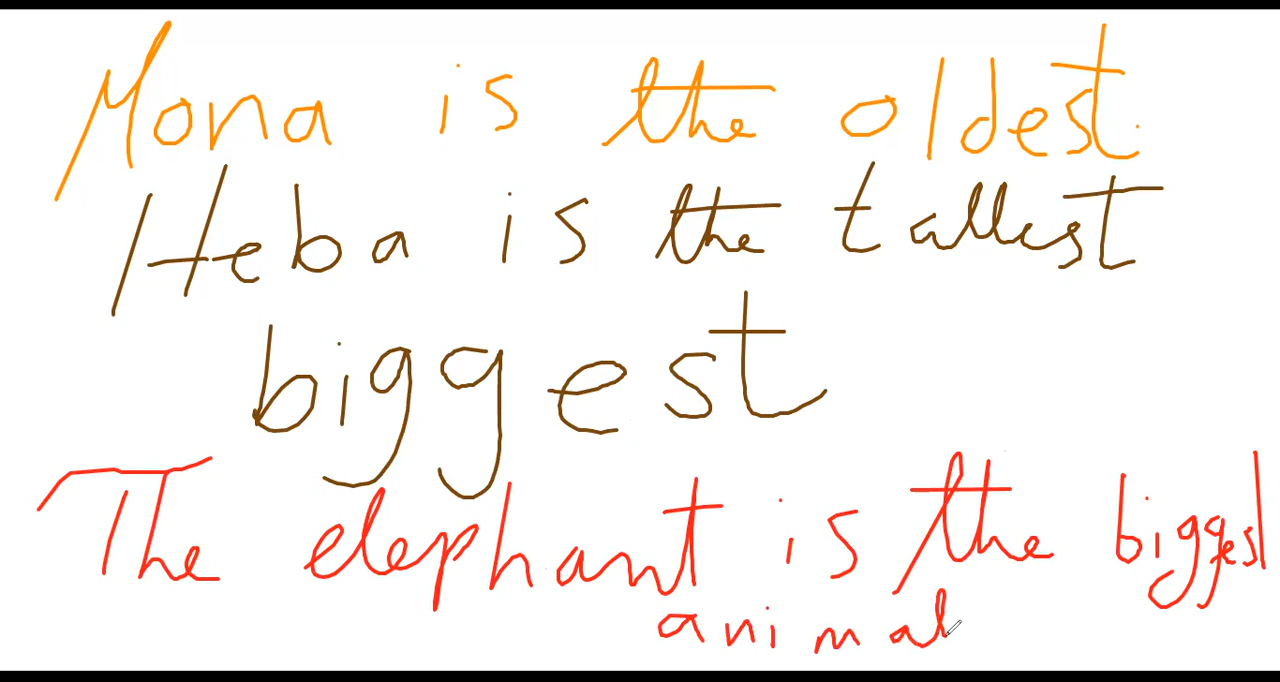 Mona is the oldest.
Heba is the tallest
biggest
The elephant is the biggest
animal